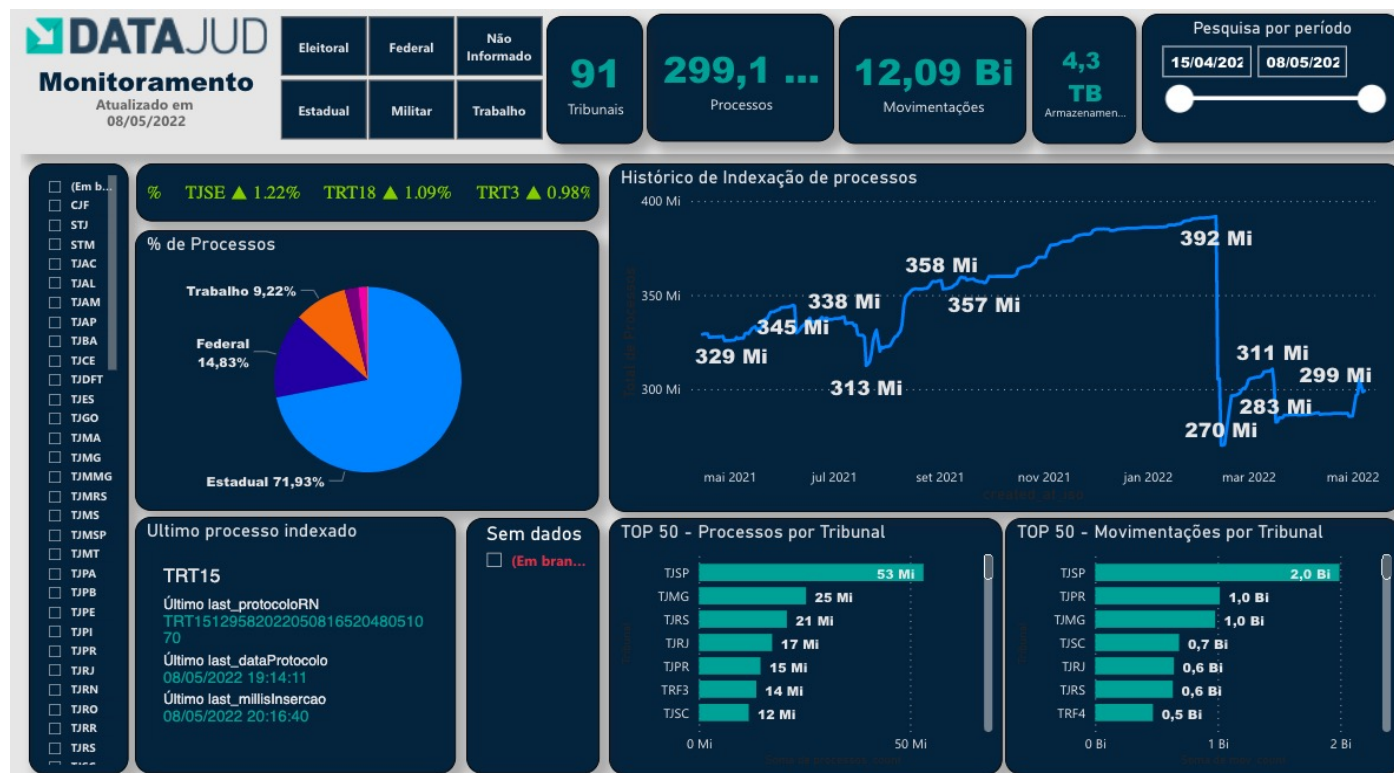 DATAJUD
Monitoramento
Atualizado em
08/05/2022
Eleitoral
Federal
Não
Informado
Estadual
Militar
Trabalho
91
Tribunais
299,1 ...
Processos
12,09 Bi
Movimentações
4,3
TB
Armazenamen...
Pesquisa por período
15/04/202
08/05/202
(Em b...
CJF
STJ
STM
TJAC
TJAL
TJAM
TJAP
TJBA
TJCE
TJDFT
TJES
TJGO
TJMA
TJMG
TJMMG
TJMRS
TJMS
TJMSP
TJMT
TJPA
TJPB
TJPE
TJPI
TJPR
TJRJ
TJRN
TJRO
TJRR
TJRS
% TJSE ▲ 1.22% TRT18 ▲ 1.09% TRT3 ▲ 0.98%
% de Processos
Trabalho 9,22%
Federal
14,83%
Estadual 71,93%
Histórico de Indexação de processos
Total de Processos
400 Mi
350 Mi
300 Mi
329 Mi
345 Mi
338 Mi
313 Mi
358 Mi
357 Mi
392 Mi
270 Mi
311 Mi
283 Mi
299 Mi
mai 2021
jul 2021
set 2021
nov 2021
jan 2022
mar 2022
mai 2022
created_at_iso
Ultimo processo indexado
TRT15
Último last_protocoloRN
TRT15129582022050816520480510
70
Último last_dataProtocolo
08/05/2022 19:14:11
Último last_millisInsercao
08/05/2022 20:16:40
Sem dados
(Em bran...
TOP 50 - Processos por Tribunal
TJSP 53 Mi
TJMG 25 Mi
TJRS 21 Mi
TJRJ 17 Mi
TJPR 15 Mi
TRF3 14 Mi
TJSC 12 Mi
0 Mi
50 Mi
TOP 50 - Movimentações por Tribunal
TJSP 2,0 Bi
TJPR 1,0 Bi
TJMG 1,0 Bi
TJSC 0,7 Bi
TJRJ 0,6 Bi
TJRS 0,6 Bi
TRF4 0,5 Bi
0 Bi
1 Bi
2 Bi